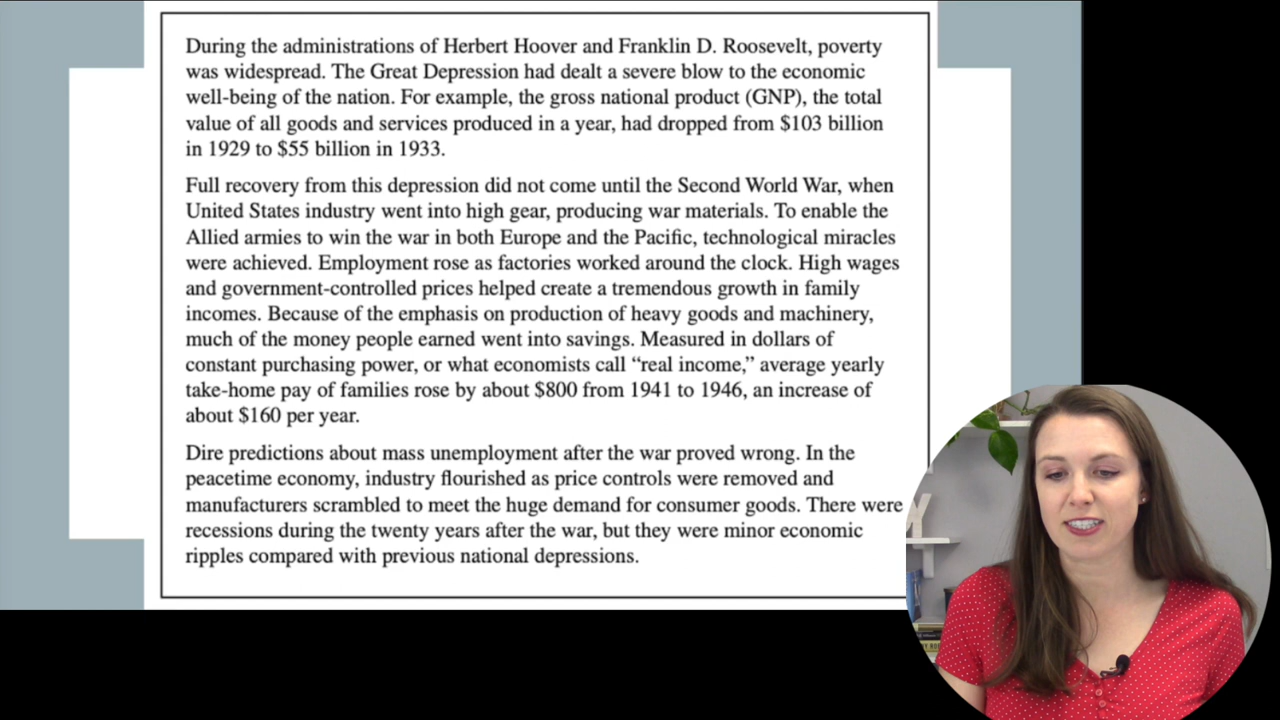 During the administrations of Herbert Hoover and Franklin D. Roosevelt, poverty
was widespread. The Great Depression had dealt a severe blow to the economic
well-being of the nation. For example, the gross national product (GNP), the total
value of all goods and services produced in a year, had dropped from $103 billion
in 1929 to $55 billion in 1933.
Full recovery from this depression did not come until the Second World War, when
United States industry went into high gear, producing war materials. To enable the
Allied armies to win the war in both Europe and the Pacific, technological miracles
were achieved. Employment rose as factories worked around the clock. High wages
and government-controlled prices helped create a tremendous growth in family
incomes. Because of the emphasis on production of heavy goods and machinery,
much of the money people earned went into savings. Measured in dollars of
constant purchasing power, or what economists call “real income,” average yearly
take-home pay of families rose by about $800 from 1941 to 1946, an increase of
about $160 per year.
Dire predictions about mass unemployment after the war proved wrong. In the
peacetime economy, industry flourished as price controls were removed and
manufacturers scrambled to meet the huge demand for consumer goods. There were
recessions during the twenty years after the war, but they were minor economic
ripples compared with previous national depressions.